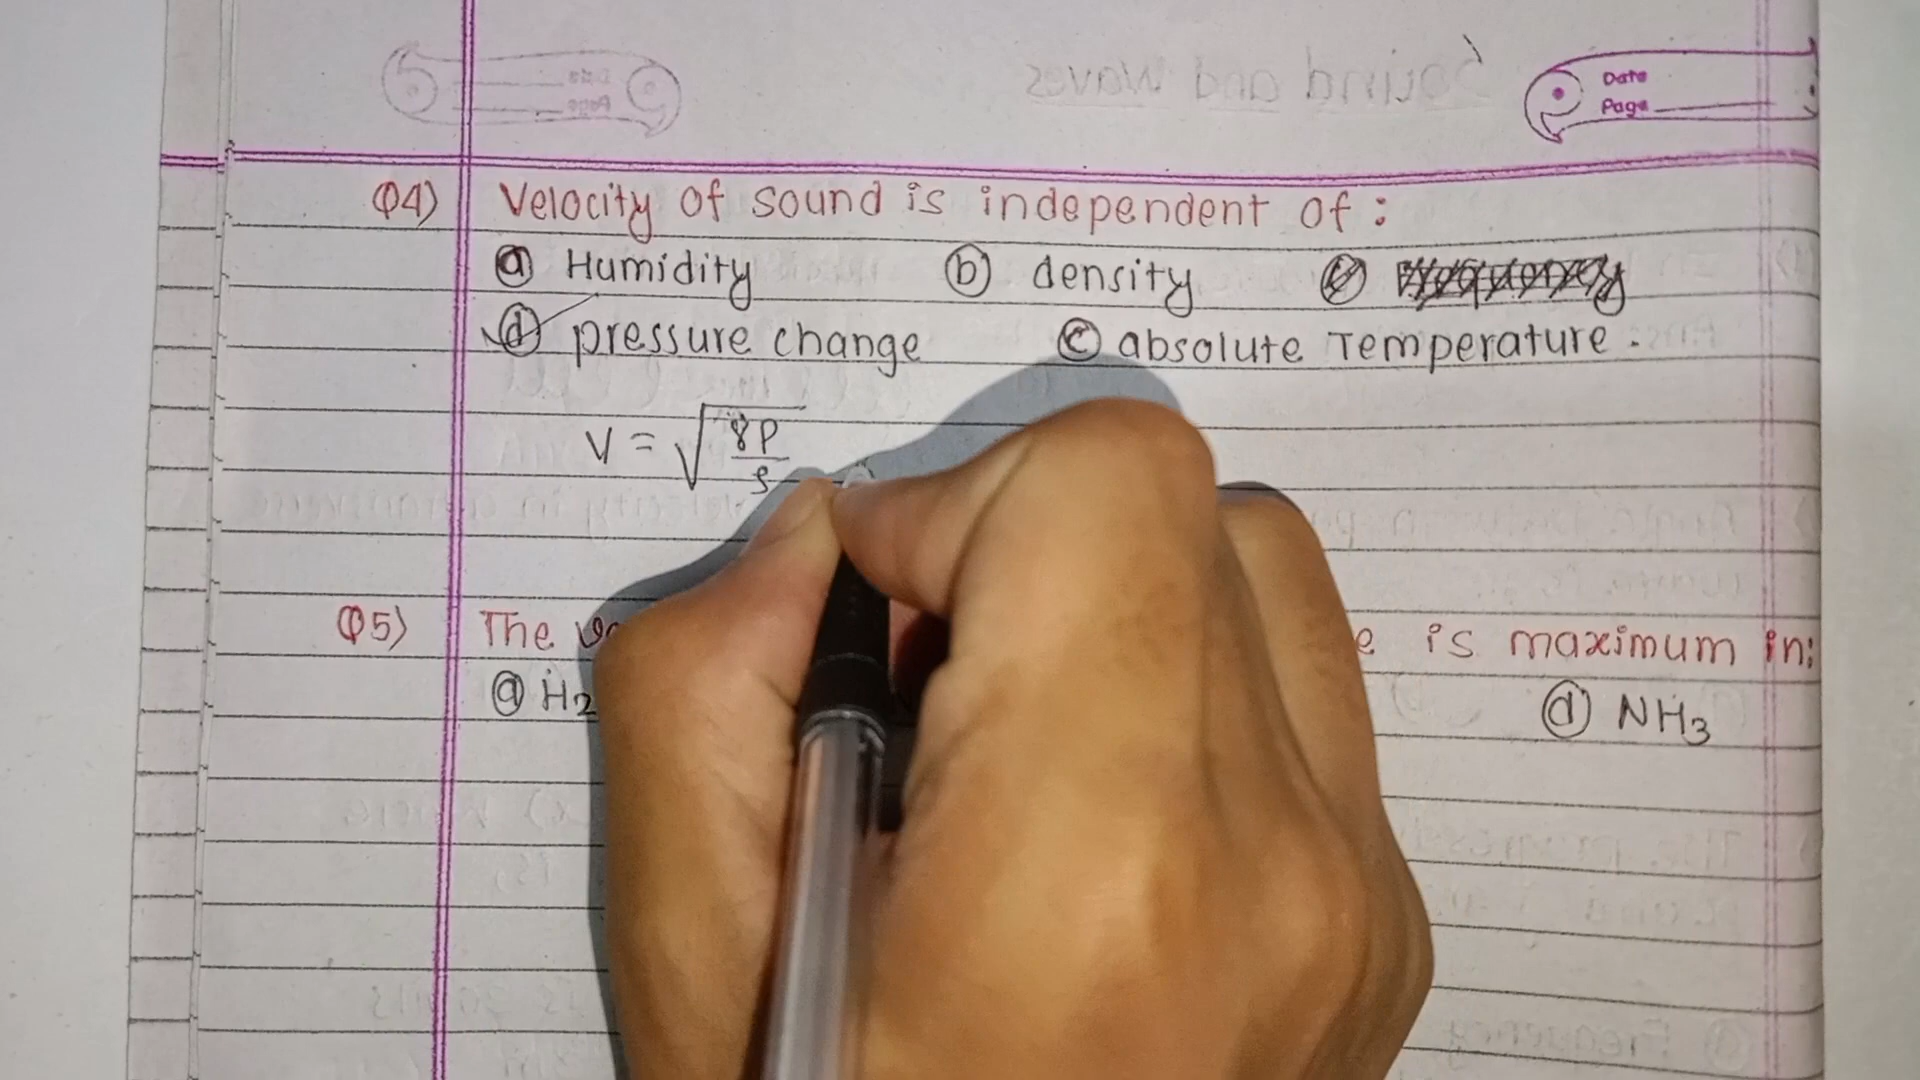 Date
Page
Q4) Velocity of sound is independent of :
ⓐ Humidity ⓑ density
ⓓ pressure change ⓒ absolute Temperature .
V = √(γP/ρ)
Q5) The e is maximum in:
ⓐ H2 ⓓ NH3